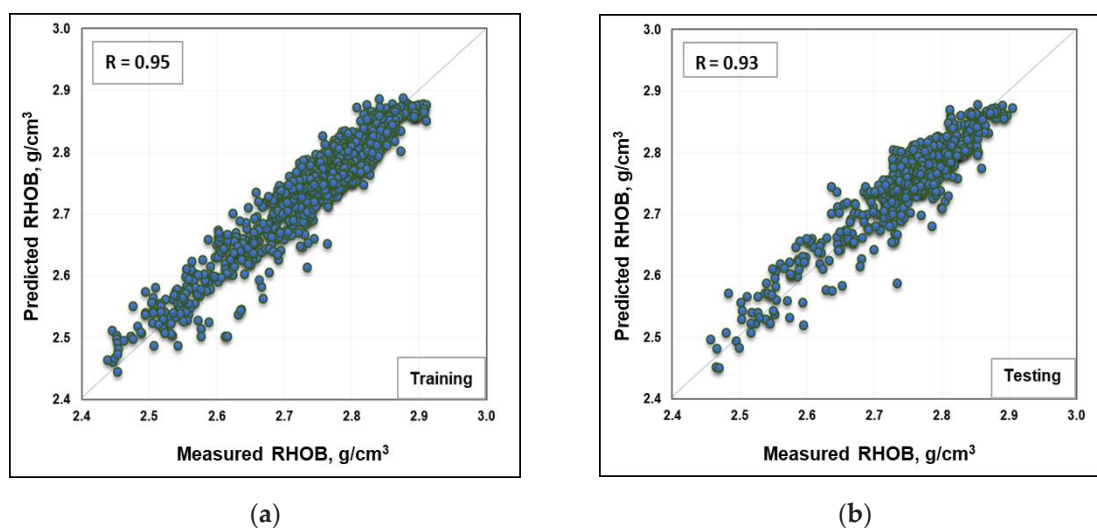 3.0
R = 0.95
2.9
2.8
2.7
2.6
2.5
2.4
Predicted RHOB, g/cm3
Training
2.4 2.5 2.6 2.7 2.8 2.9 3.0
Measured RHOB, g/cm³
(a)
3.0
R = 0.93
2.9
2.8
2.7
2.6
2.5
2.4
Predicted RHOB, g/cm³
Testing
2.4 2.5 2.6 2.7 2.8 2.9 3.0
Measured RHOB, g/cm³
(b)